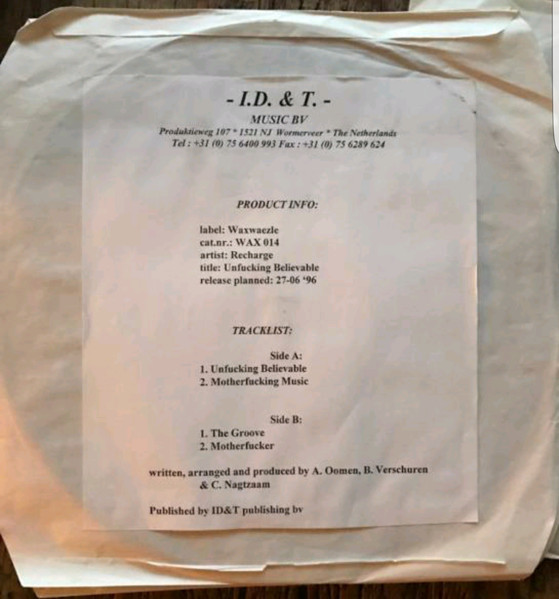 - I.D. & T. -
MUSIC BV
Produktieweg 107 * 1521 NJ Wormerveer * The Netherlands
Tel : +31 (0) 75 6400 993 Fax : +31 (0) 75 6289 624
PRODUCT INFO:
label: Waxwaezle
cat.nr.: WAX 014
artist: Recharge
title: Unfucking Believable
release planned: 27-06 '96
TRACKLIST:
Side A:
1. Unfucking Believable
2. Motherfucking Music
Side B:
1. The Groove
2. Motherfucker
written, arranged and produced by A. Oomen, B. Verschuren
& C. Nagtzaam
Published by ID&T publishing bv